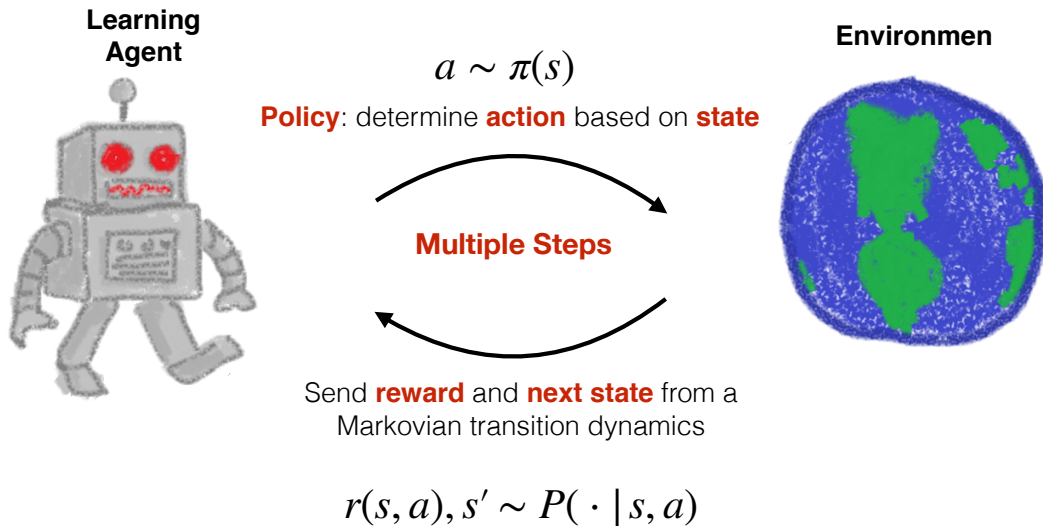 Learning
Agent
Environmen
a ∼ π(s)
Policy: determine action based on state
Multiple Steps
Send reward and next state from a
Markovian transition dynamics
r(s, a), s′ ∼ P( · | s, a)